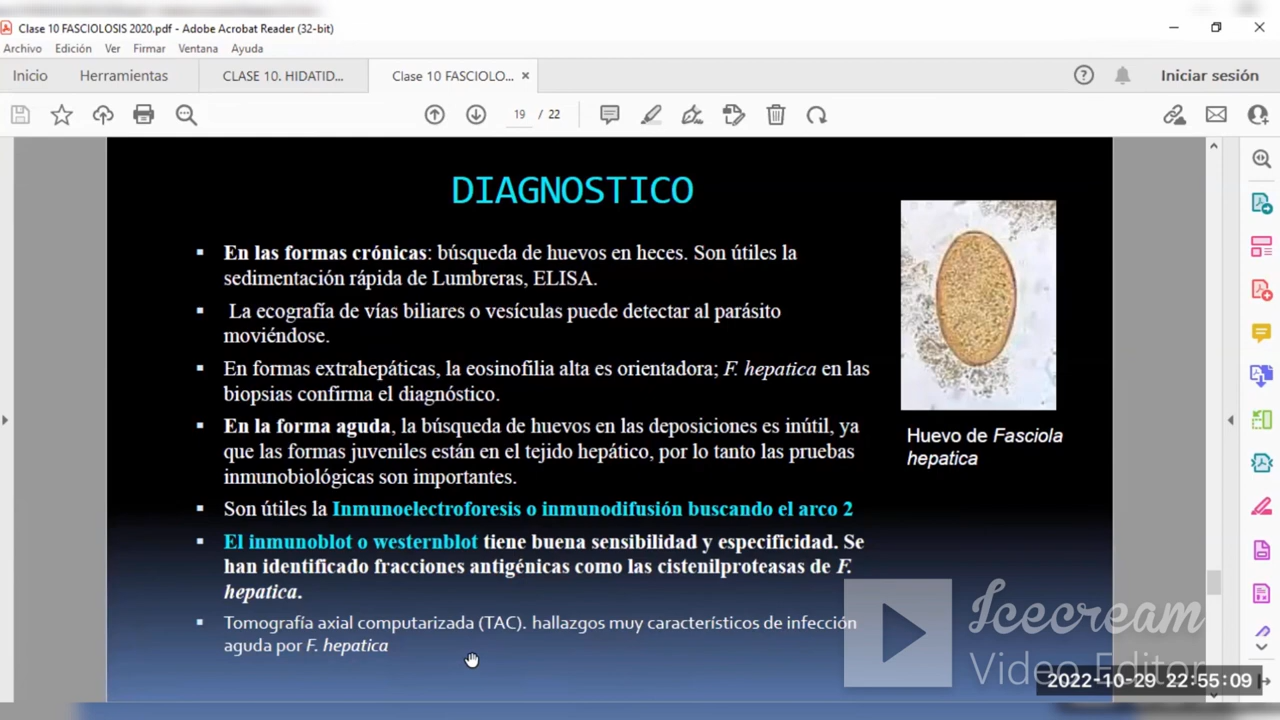 Clase 10 FASCIOLOSIS 2020.pdf - Adobe Acrobat Reader (32-bit)
Archivo Edición Ver Firmar Ventana Ayuda
Inicio Herramientas CLASE 10. HIDATID... Clase 10 FASCIOLO... × Iniciar sesión
19 / 22
DIAGNOSTICO
▪ En las formas crónicas: búsqueda de huevos en heces. Son útiles la
sedimentación rápida de Lumbreras, ELISA.
▪ La ecografía de vías biliares o vesículas puede detectar al parásito
moviéndose.
▪ En formas extrahepáticas, la eosinofilia alta es orientadora; F. hepatica en las
biopsias confirma el diagnóstico.
▪ En la forma aguda, la búsqueda de huevos en las deposiciones es inútil, ya
que las formas juveniles están en el tejido hepático, por lo tanto las pruebas
inmunobiológicas son importantes.
▪ Son útiles la Inmunoelectroforesis o inmunodifusión buscando el arco 2
▪ El inmunoblot o westernblot tiene buena sensibilidad y especificidad. Se
han identificado fracciones antigénicas como las cistenilproteasas de F.
hepatica.
▪ Tomografía axial computarizada (TAC). hallazgos muy característicos de infección
aguda por F. hepatica
Huevo de Fasciola
hepatica
Icecream
Video Editor
2022-10-29 22:55:09